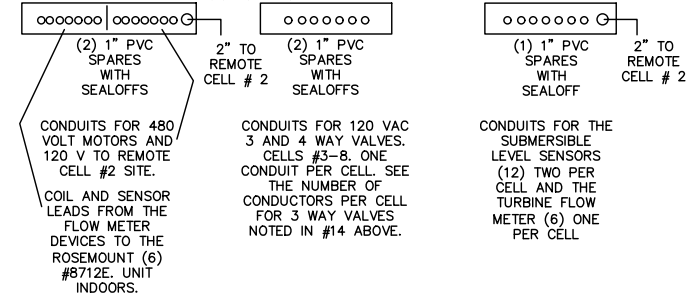 (2) 1" PVC
SPARES
WITH
SEALOFFS
2" TO
REMOTE
CELL # 2
CONDUITS FOR 480
VOLT MOTORS AND
120 V TO REMOTE
CELL #2 SITE.
COIL AND SENSOR
LEADS FROM THE
FLOW METER
DEVICES TO THE
ROSEMOUNT (6)
#8712E. UNIT
INDOORS.
(2) 1" PVC
SPARES
WITH
SEALOFFS
CONDUITS FOR 120 VAC
3 AND 4 WAY VALVES.
CELLS #3-8. ONE
CONDUIT PER CELL. SEE
THE NUMBER OF
CONDUCTORS PER CELL
FOR 3 WAY VALVES
NOTED IN #14 ABOVE.
(1) 1" PVC
SPARES
WITH
SEALOFF
2" TO
REMOTE
CELL # 2
CONDUITS FOR THE
SUBMERSIBLE
LEVEL SENSORS
(12) TWO PER
CELL AND THE
TURBINE FLOW
METER (6) ONE
PER CELL